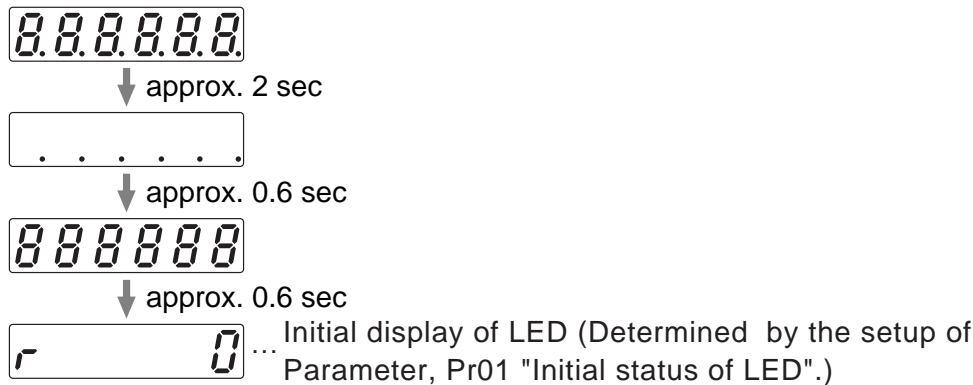 8.8.8.8.8.8.
approx. 2 sec
. . . . . .
approx. 0.6 sec
888888
approx. 0.6 sec
r 0 ... Initial display of LED (Determined by the setup of
Parameter, Pr01 "Initial status of LED".)